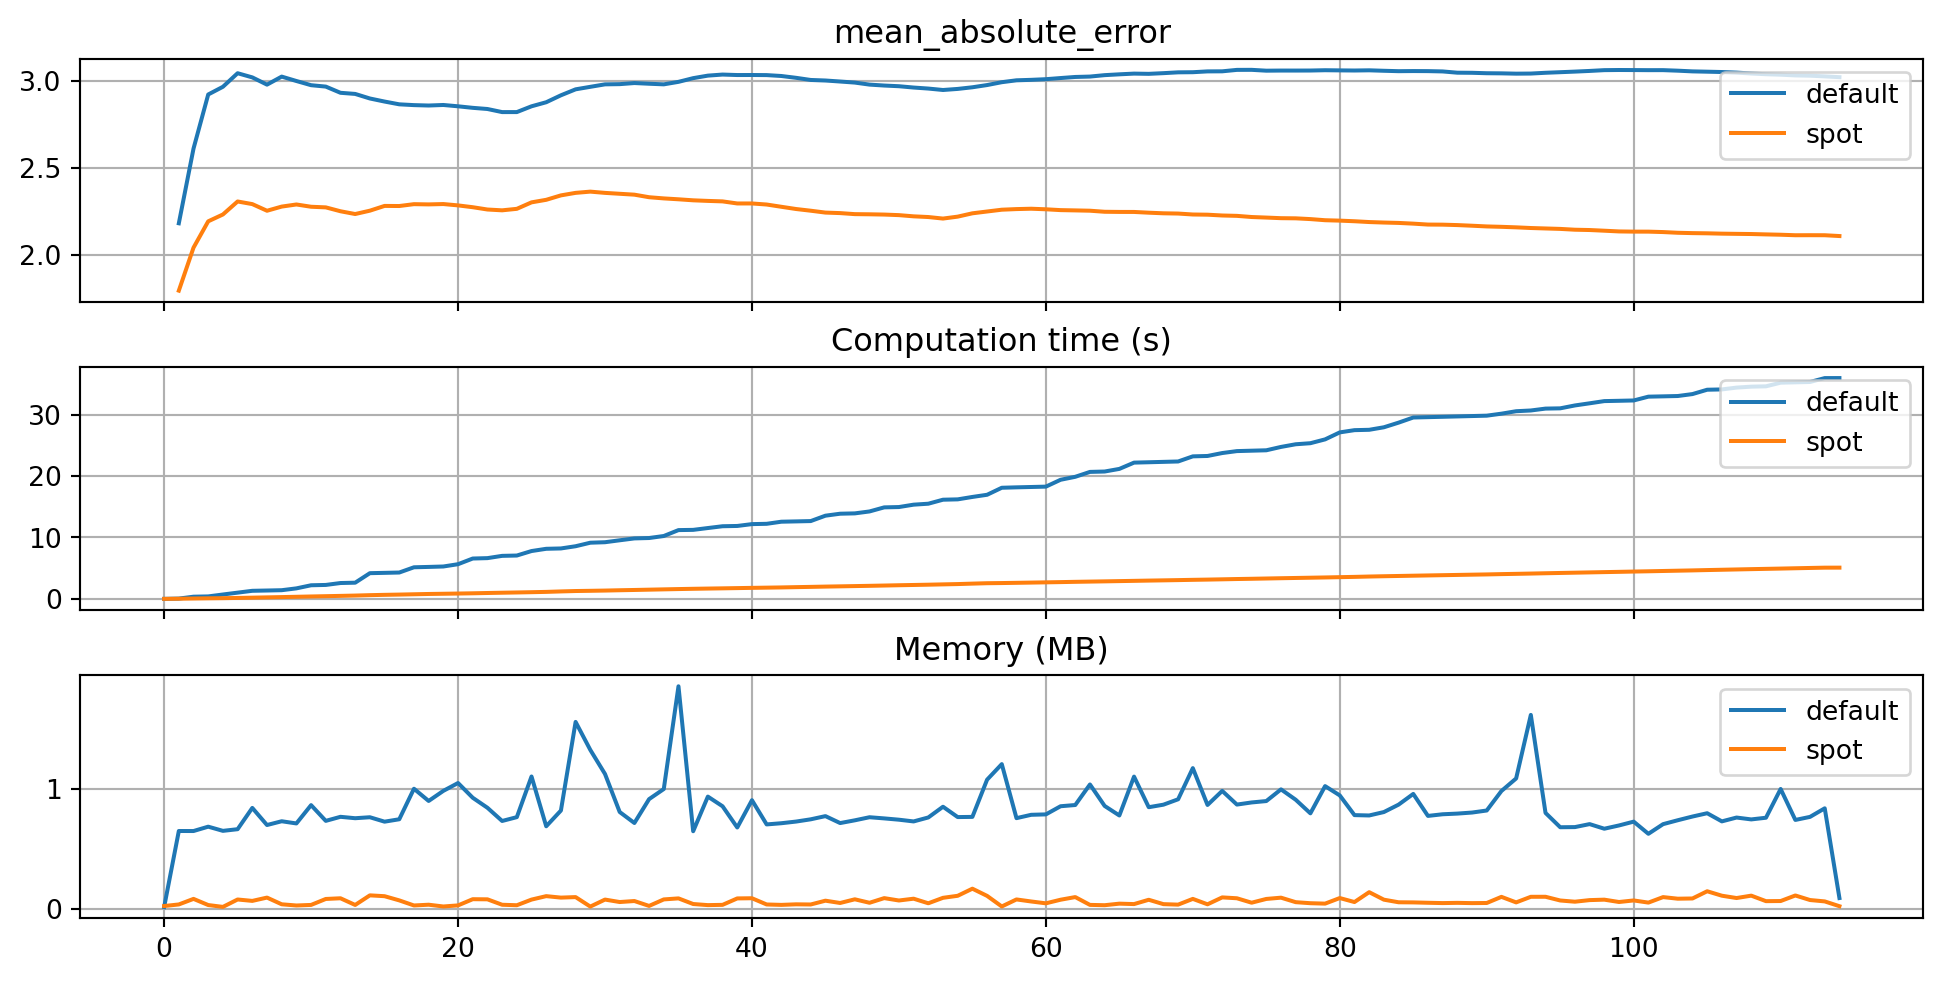 mean_absolute_error
3.0
2.5
2.0
default
spot
Computation time (s)
30
20
10
0
default
spot
Memory (MB)
1
0
default
spot
0 20 40 60 80 100